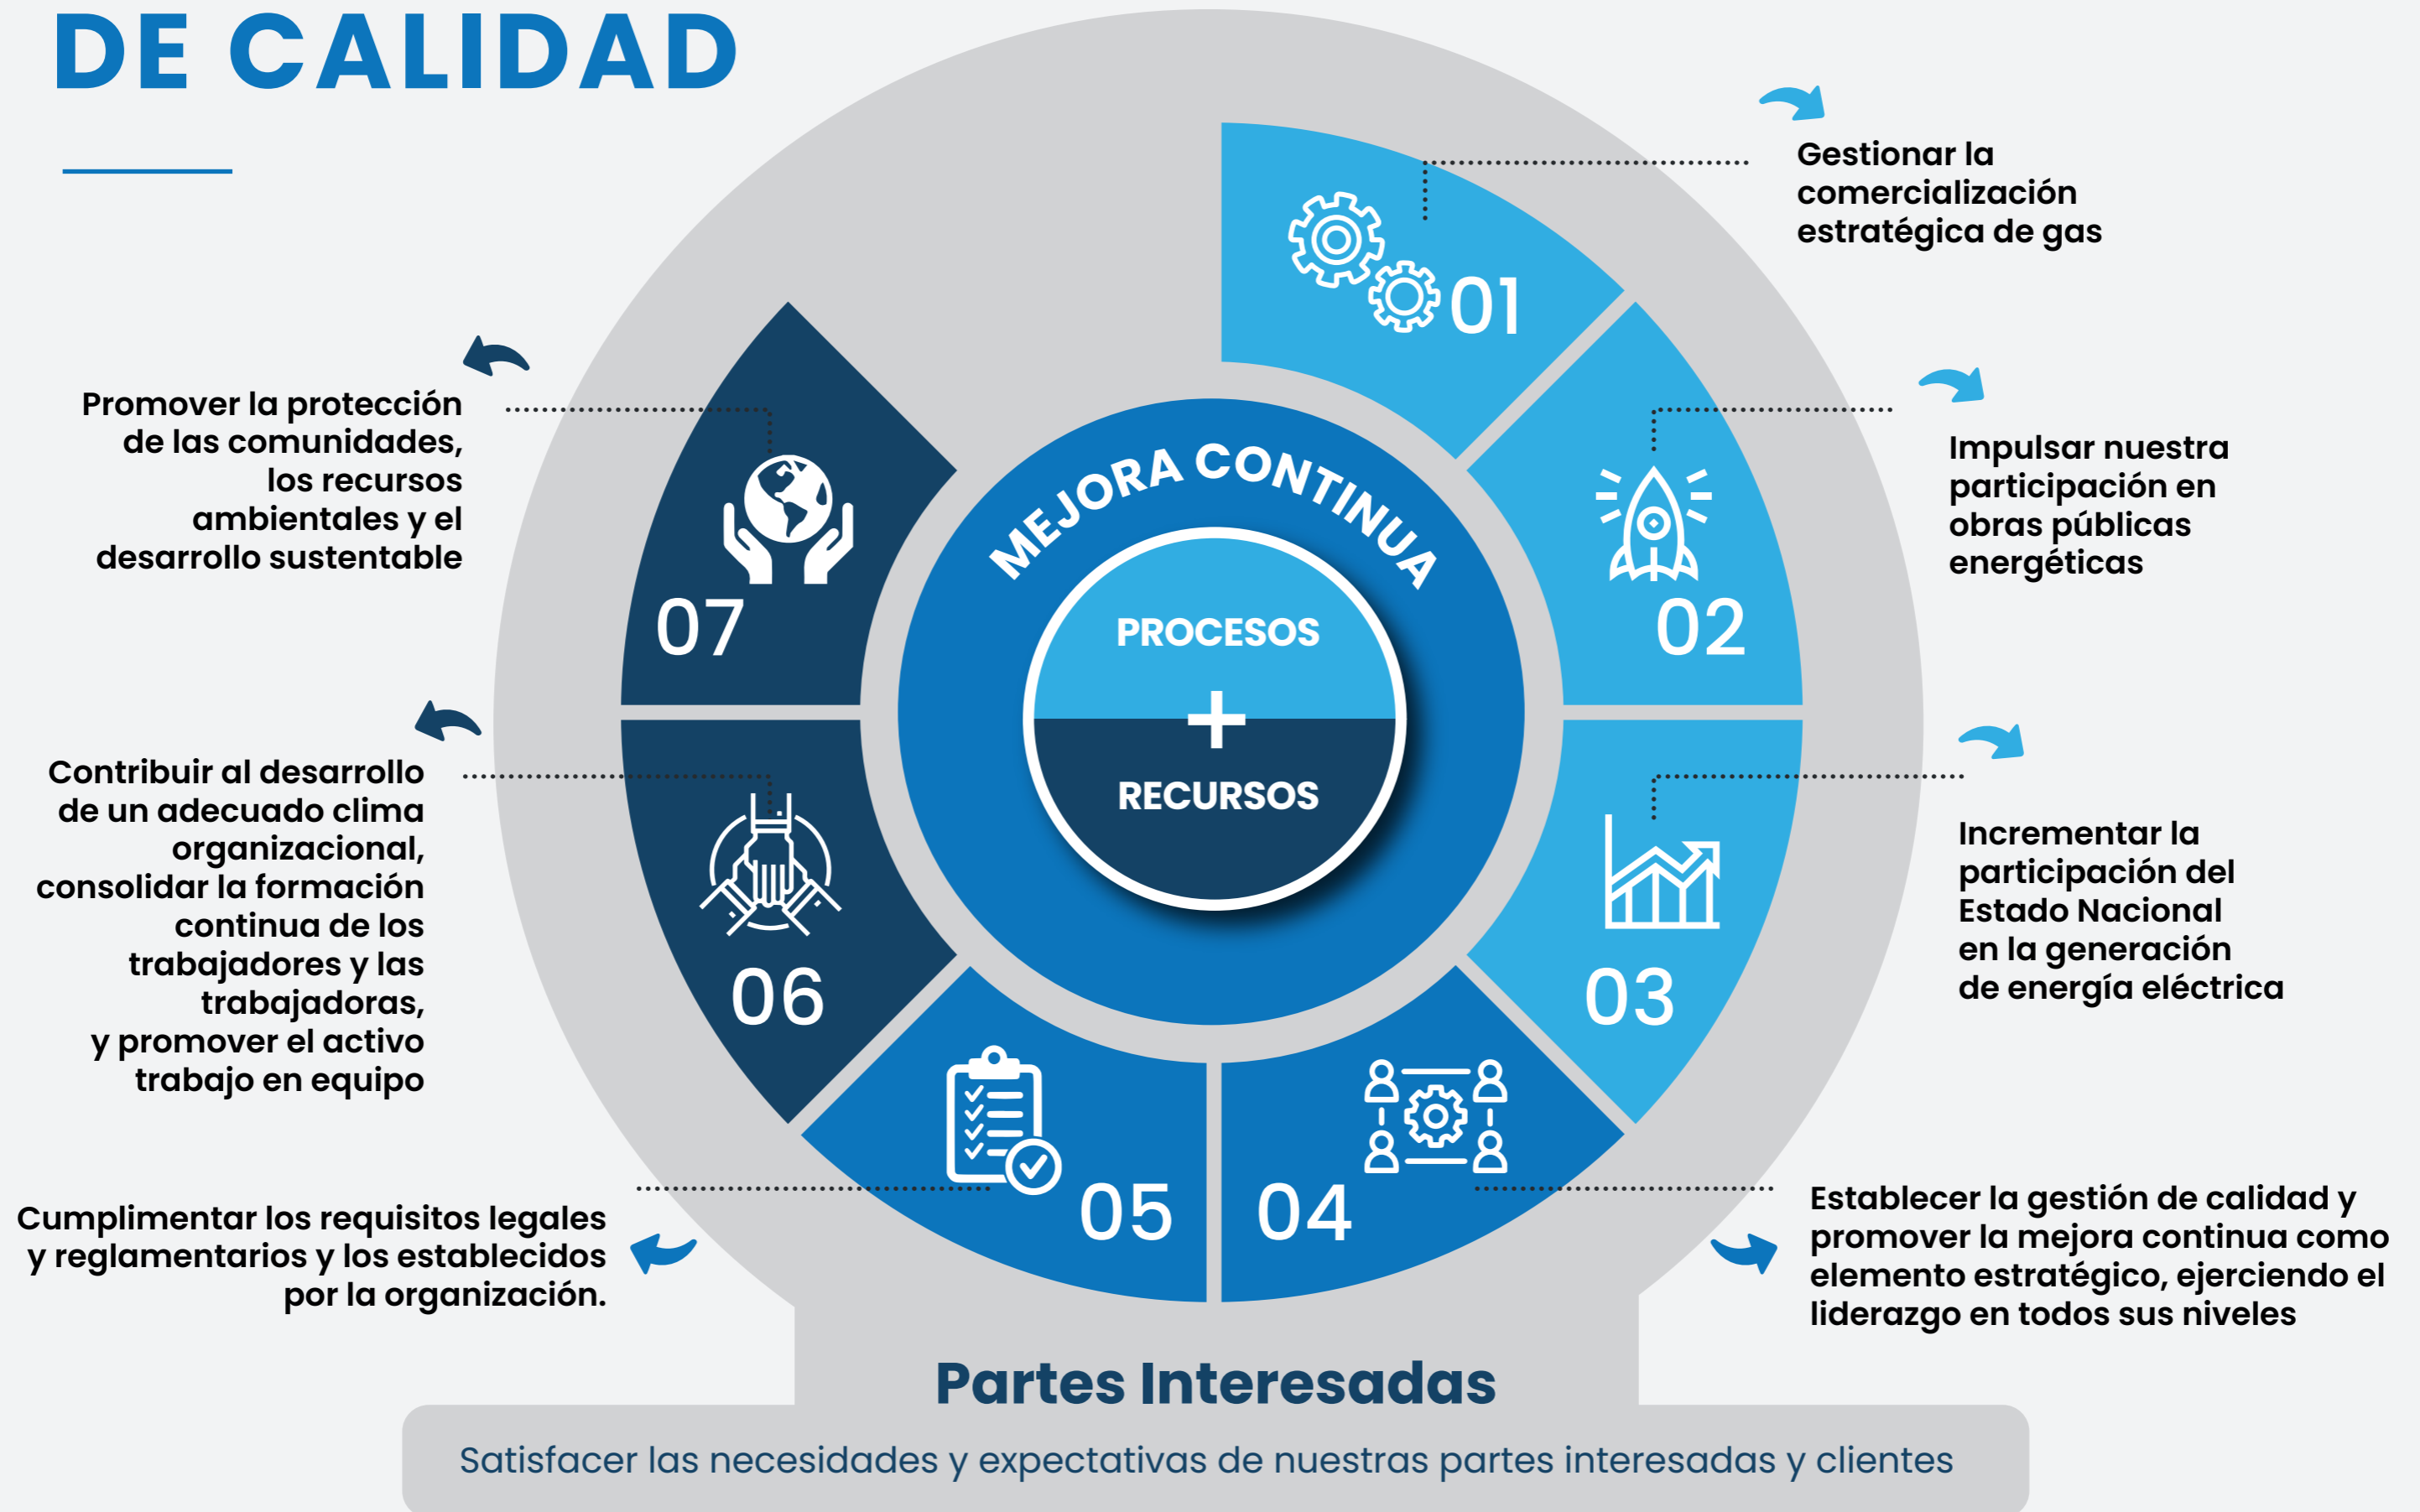 DE CALIDAD
01
Gestionar la
comercialización
estratégica de gas
02
Impulsar nuestra
participación en
obras públicas
energéticas
03
Incrementar la
participación del
Estado Nacional
en la generación
de energía eléctrica
04
Establecer la gestión de calidad y
promover la mejora continua como
elemento estratégico, ejerciendo el
liderazgo en todos sus niveles
05
Cumplimentar los requisitos legales
y reglamentarios y los establecidos
por la organización.
06
Contribuir al desarrollo
de un adecuado clima
organizacional,
consolidar la formación
continua de los
trabajadores y las
trabajadoras,
y promover el activo
trabajo en equipo
07
Promover la protección
de las comunidades,
los recursos
ambientales y el
desarrollo sustentable
MEJORA CONTINUA
PROCESOS
+
RECURSOS
Partes Interesadas
Satisfacer las necesidades y expectativas de nuestras partes interesadas y clientes